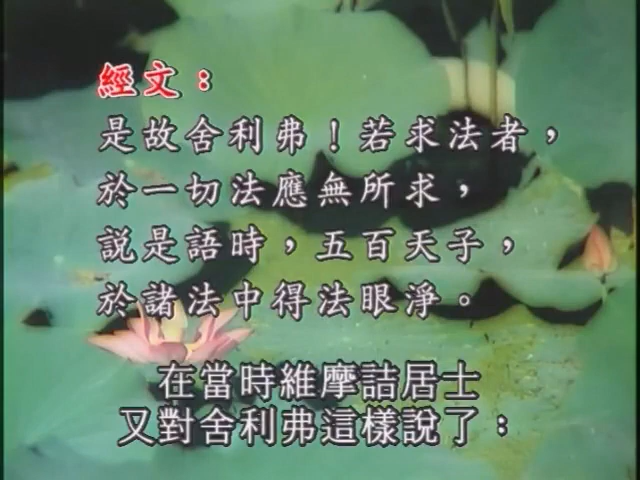 經文：
是故舍利弗！若求法者，
於一切法應無所求，
說是語時，五百天子，
於諸法中得法眼淨。
在當時維摩詰居士
又對舍利弗這樣說了：